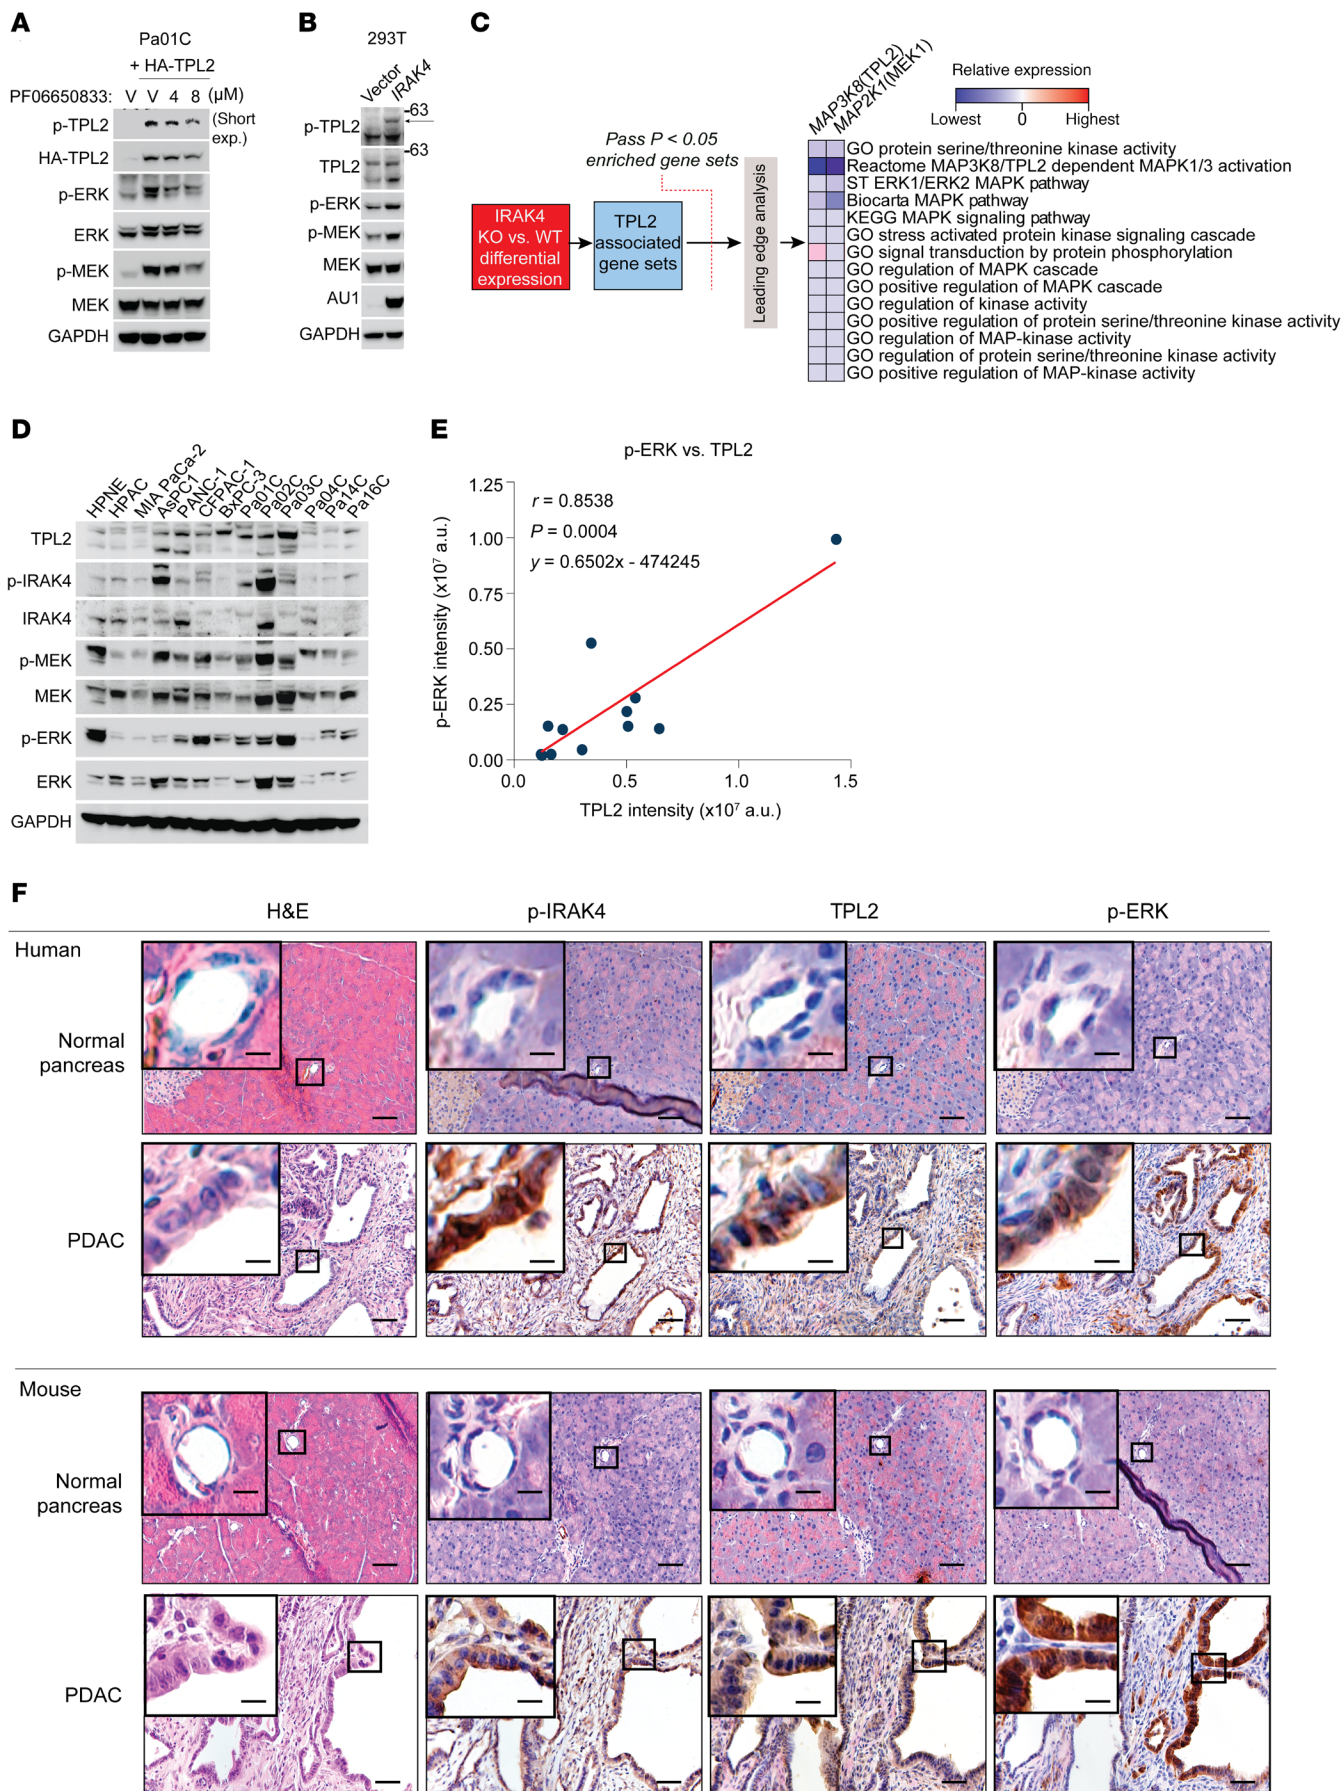 A
Pa01C
+ HA-TPL2
PF06650833: V V 4 8 (µM)
(Short
exp.)
p-TPL2
HA-TPL2
p-ERK
ERK
p-MEK
MEK
GAPDH
B
293T
Vector
IRAK4
63
p-TPL2
63
TPL2
p-ERK
p-MEK
MEK
AU1
GAPDH
C
Pass P < 0.05
enriched gene sets
IRAK4
KO vs. WT
differential
expression
TPL2
associated
gene sets
Leading edge analysis
MAP3K8(TPL2)
MAP2K1(MEK1)
Relative expression
Lowest 0 Highest
GO protein serine/threonine kinase activity
Reactome MAP3K8/TPL2 dependent MAPK1/3 activation
ST ERK1/ERK2 MAPK pathway
Biocarta MAPK pathway
KEGG MAPK signaling pathway
GO stress activated protein kinase signaling cascade
GO signal transduction by protein phosphorylation
GO regulation of MAPK cascade
GO positive regulation of MAPK cascade
GO regulation of kinase activity
GO positive regulation of protein serine/threonine kinase activity
GO regulation of MAP-kinase activity
GO regulation of protein serine/threonine kinase activity
GO positive regulation of MAP-kinase activity
D
HPNE
HPAC
MIA PaCa-2
AsPC1
PANC-1
CFPAC-1
BxPC-3
Pa01C
Pa02C
Pa03C
Pa04C
Pa14C
Pa16C
TPL2
p-IRAK4
IRAK4
p-MEK
MEK
p-ERK
ERK
GAPDH
E
p-ERK vs. TPL2
r = 0.8538
P = 0.0004
y = 0.6502x - 474245
p-ERK intensity (x10⁷ a.u.)
1.25
1.00
0.75
0.50
0.25
0.00
0.0 0.5 1.0 1.5
TPL2 intensity (x10⁷ a.u.)
F
H&E p-IRAK4 TPL2 p-ERK
Human
Normal
pancreas
PDAC
Mouse
Normal
pancreas
PDAC